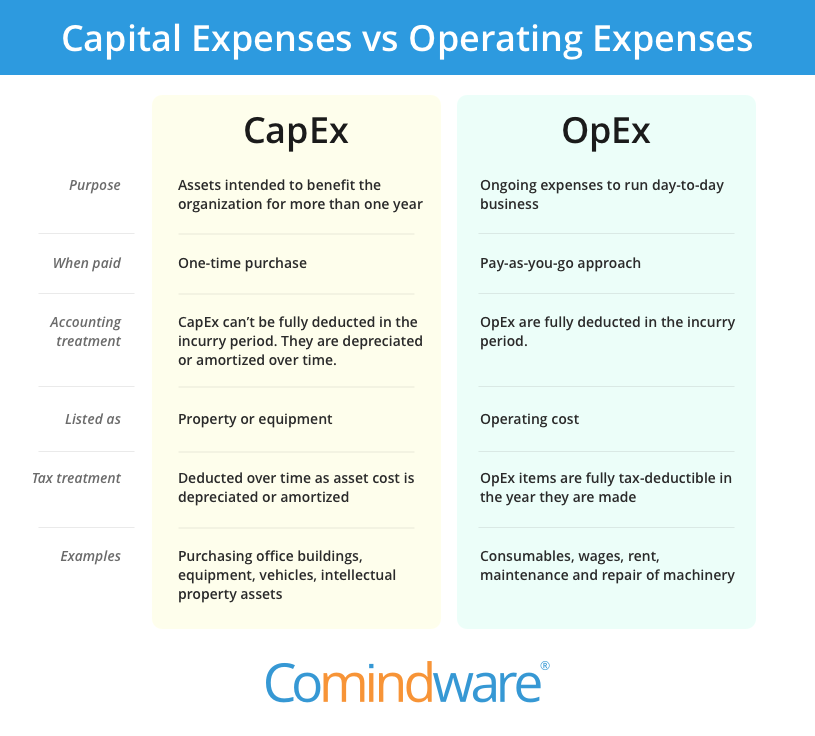 Capital Expenses vs Operating Expenses
CapEx
OpEx
Purpose
Assets intended to benefit the
organization for more than one year
Ongoing expenses to run day-to-day
business
When paid
One-time purchase
Pay-as-you-go approach
Accounting
treatment
CapEx can’t be fully deducted in the
incurry period. They are depreciated
or amortized over time.
OpEx are fully deducted in the incurry
period.
Listed as
Property or equipment
Operating cost
Tax treatment
Deducted over time as asset cost is
depreciated or amortized
OpEx items are fully tax-deductible in
the year they are made
Examples
Purchasing office buildings,
equipment, vehicles, intellectual
property assets
Consumables, wages, rent,
maintenance and repair of machinery
Comindware®